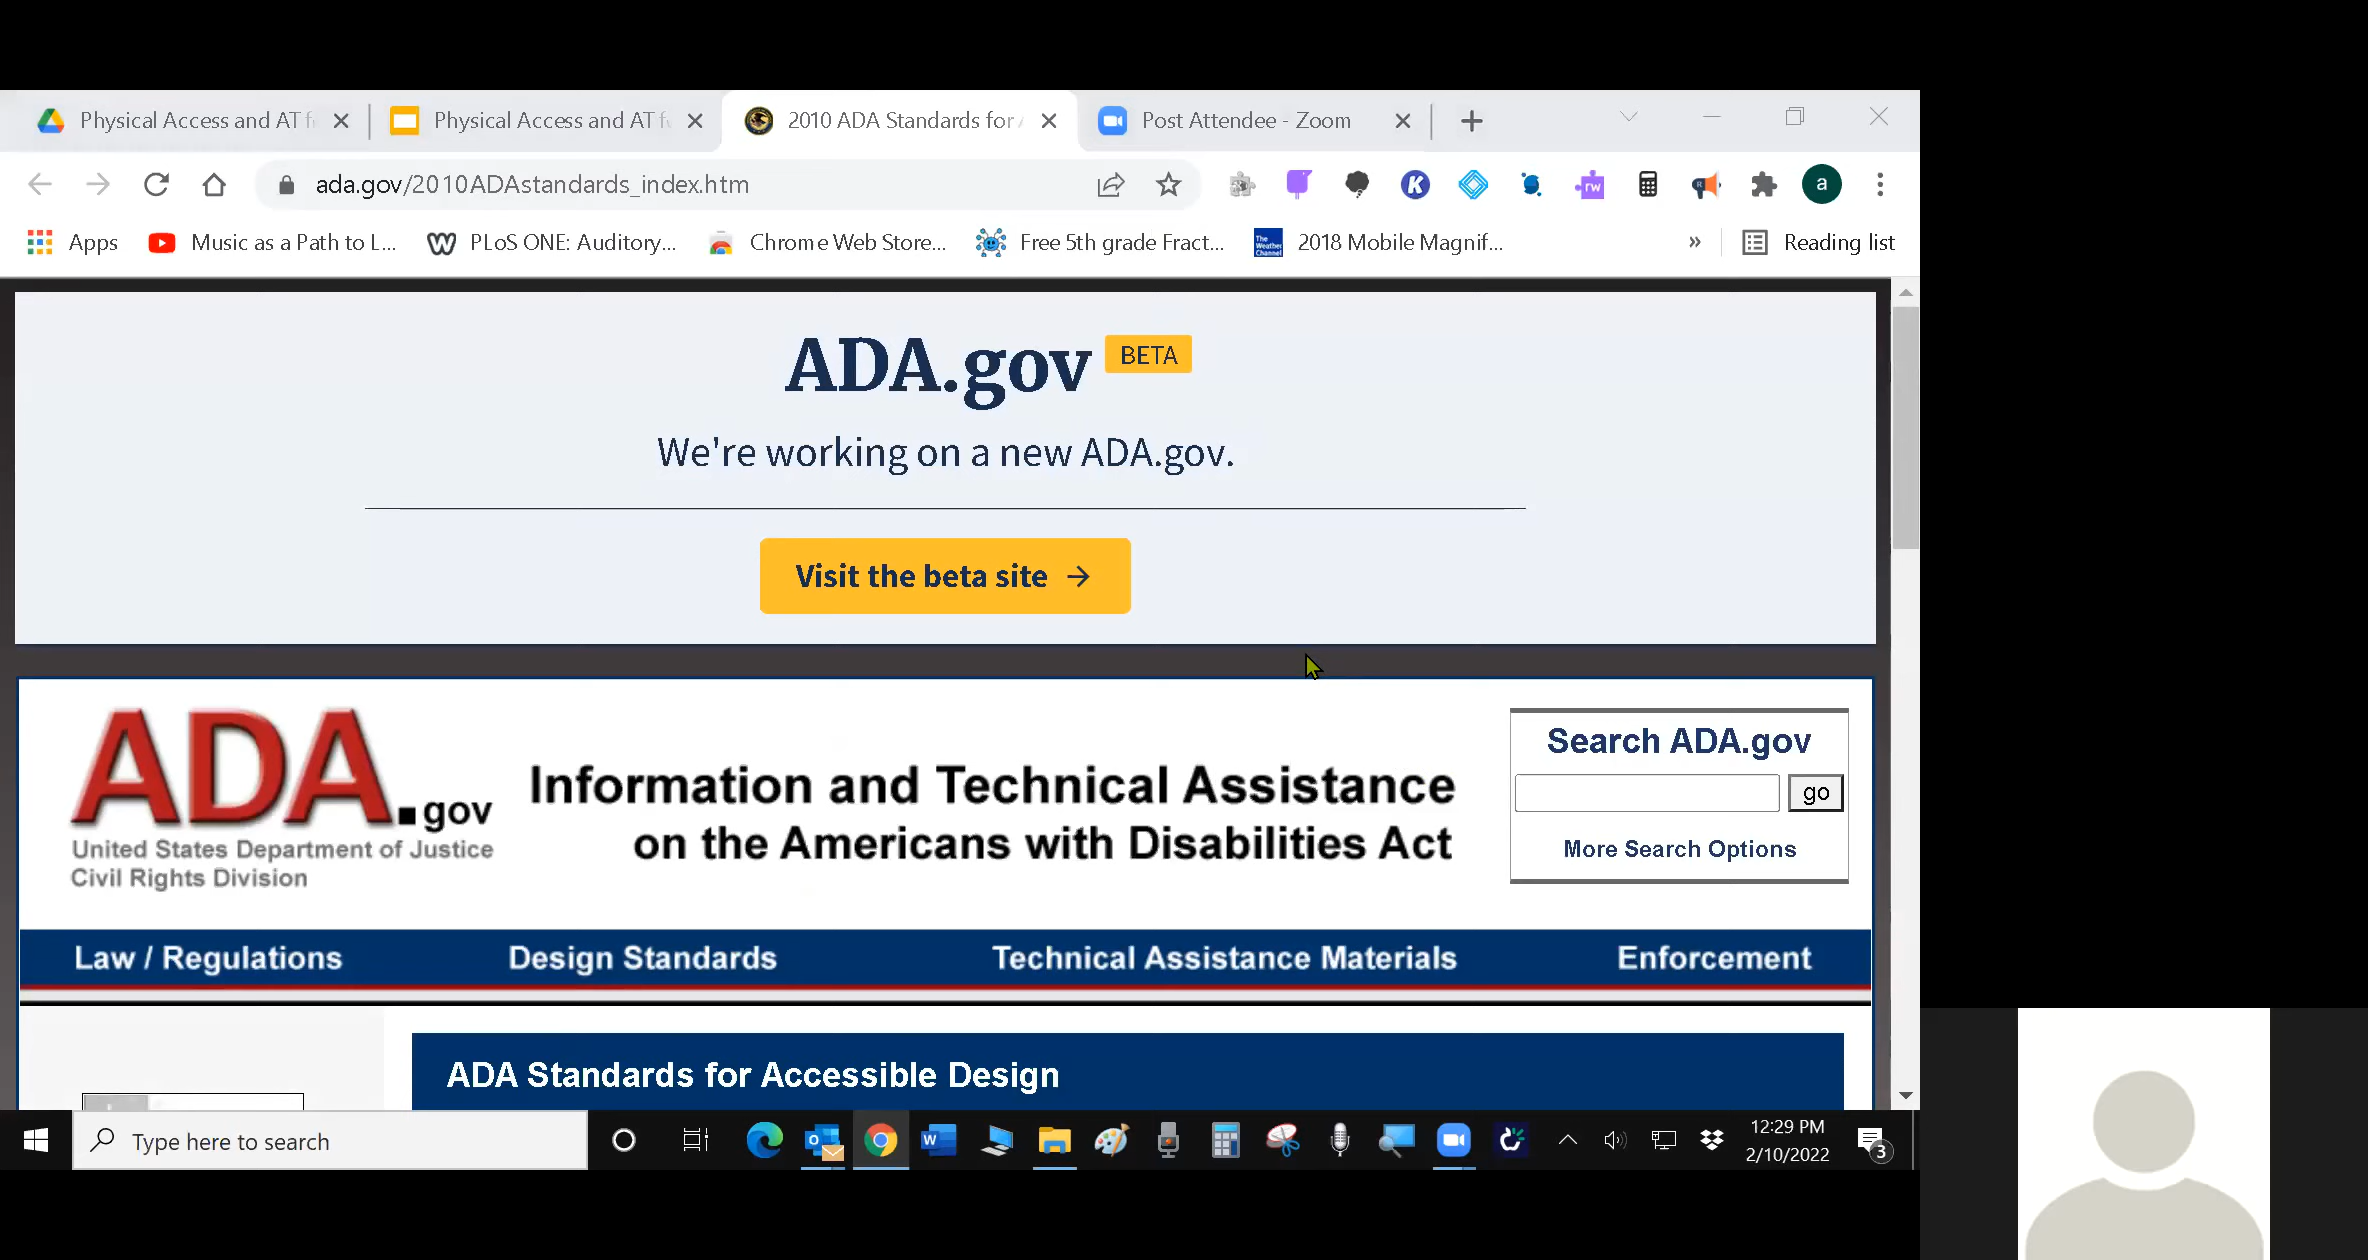 Physical Access and AT f
Physical Access and AT f
2010 ADA Standards for
Post Attendee - Zoom
ada.gov/2010ADAstandards_index.htm
K
rw
R
a
Apps
Music as a Path to L...
PLoS ONE: Auditory...
Chrome Web Store...
Free 5th grade Fract...
The Weather Channel
2018 Mobile Magnif...
»
Reading list
ADA.gov BETA
We're working on a new ADA.gov.
Visit the beta site →
ADA.gov
United States Department of Justice
Civil Rights Division
Information and Technical Assistance
on the Americans with Disabilities Act
Search ADA.gov
go
More Search Options
Law / Regulations
Design Standards
Technical Assistance Materials
Enforcement
ADA Standards for Accessible Design
Type here to search
12:29 PM
2/10/2022
3